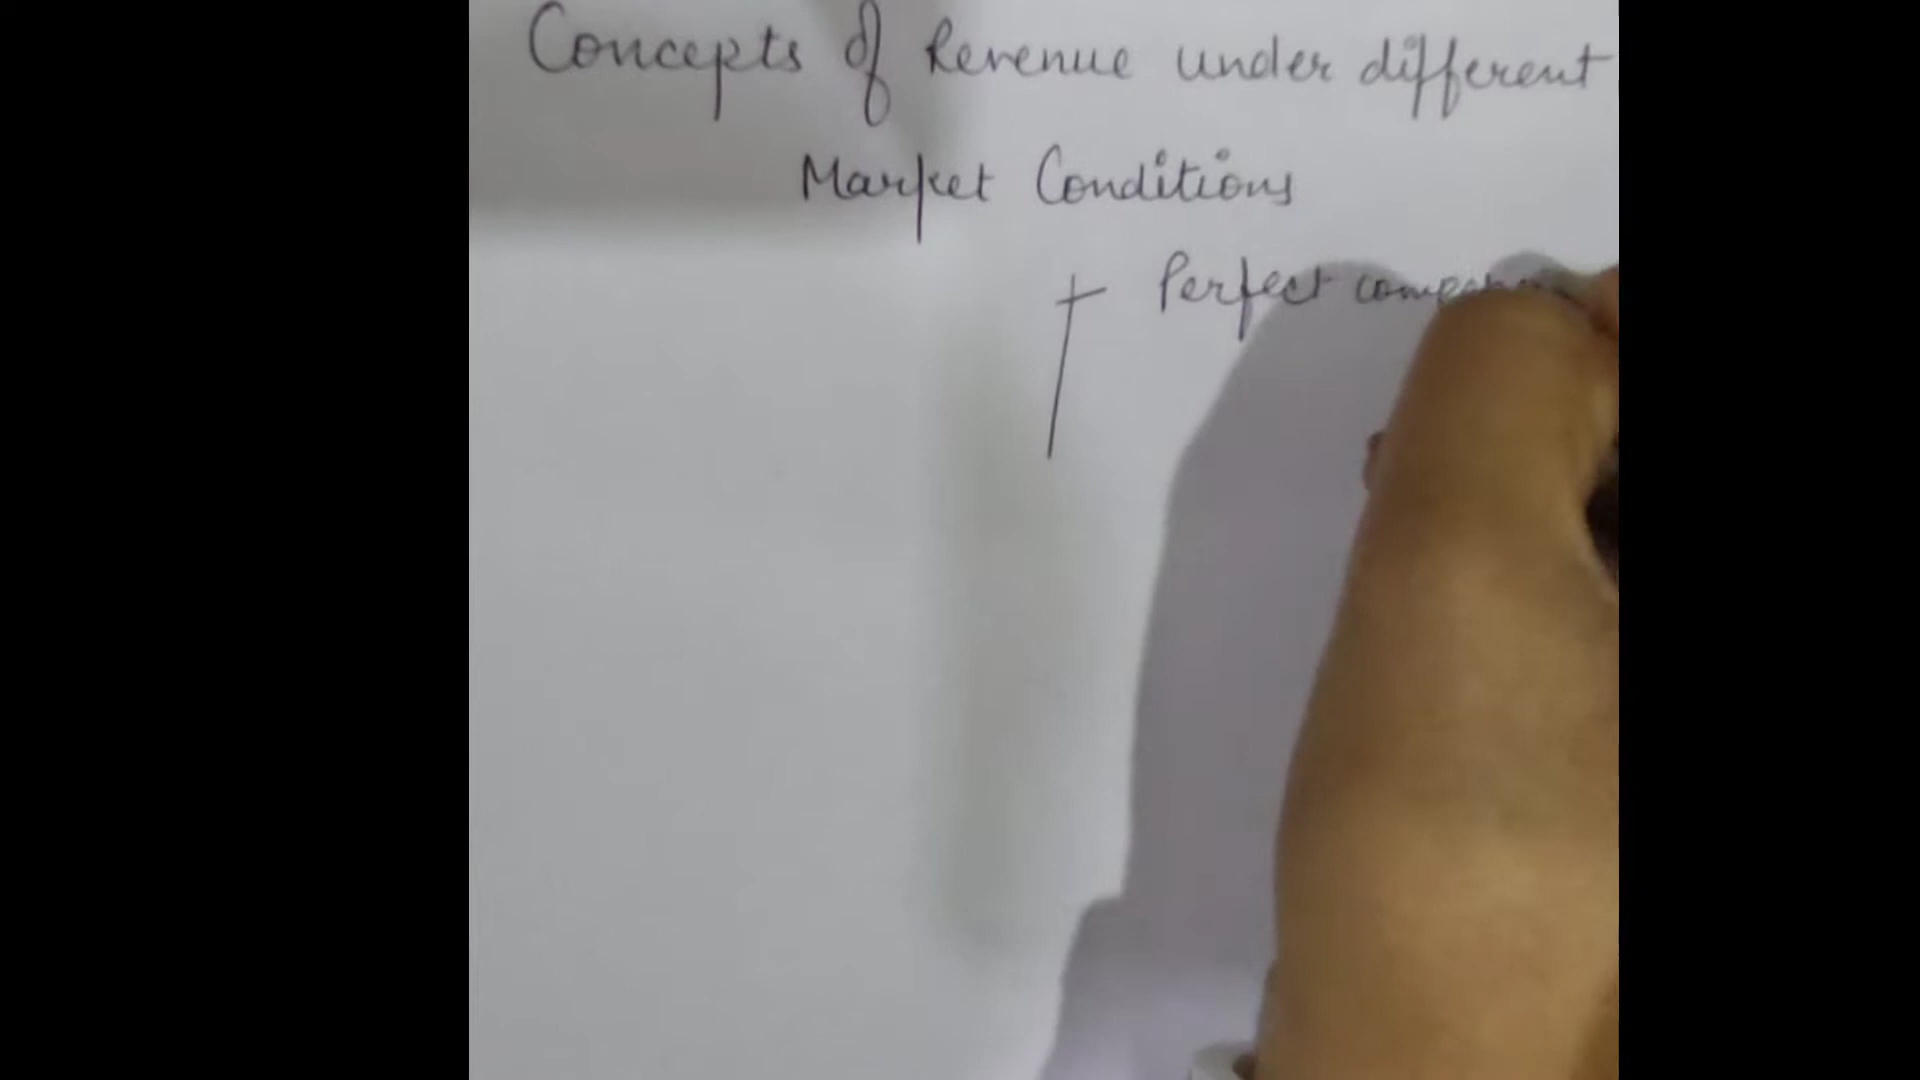 Concepts of Revenue under different
Market Conditions
Perfect